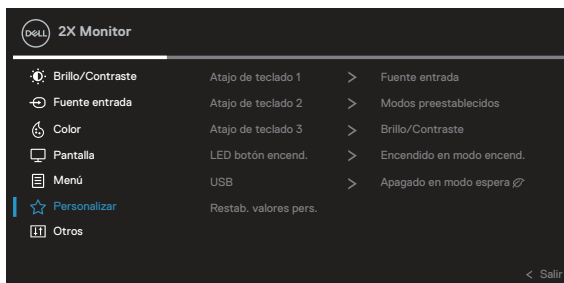 DELL 2X Monitor
Brillo/Contraste Atajo de teclado 1 > Fuente entrada
Fuente entrada Atajo de teclado 2 > Modos preestablecidos
Color Atajo de teclado 3 > Brillo/Contraste
Pantalla LED botón encend. > Encendido en modo encend.
Menú USB > Apagado en modo espera
Personalizar Restab. valores pers.
Otros
< Salir